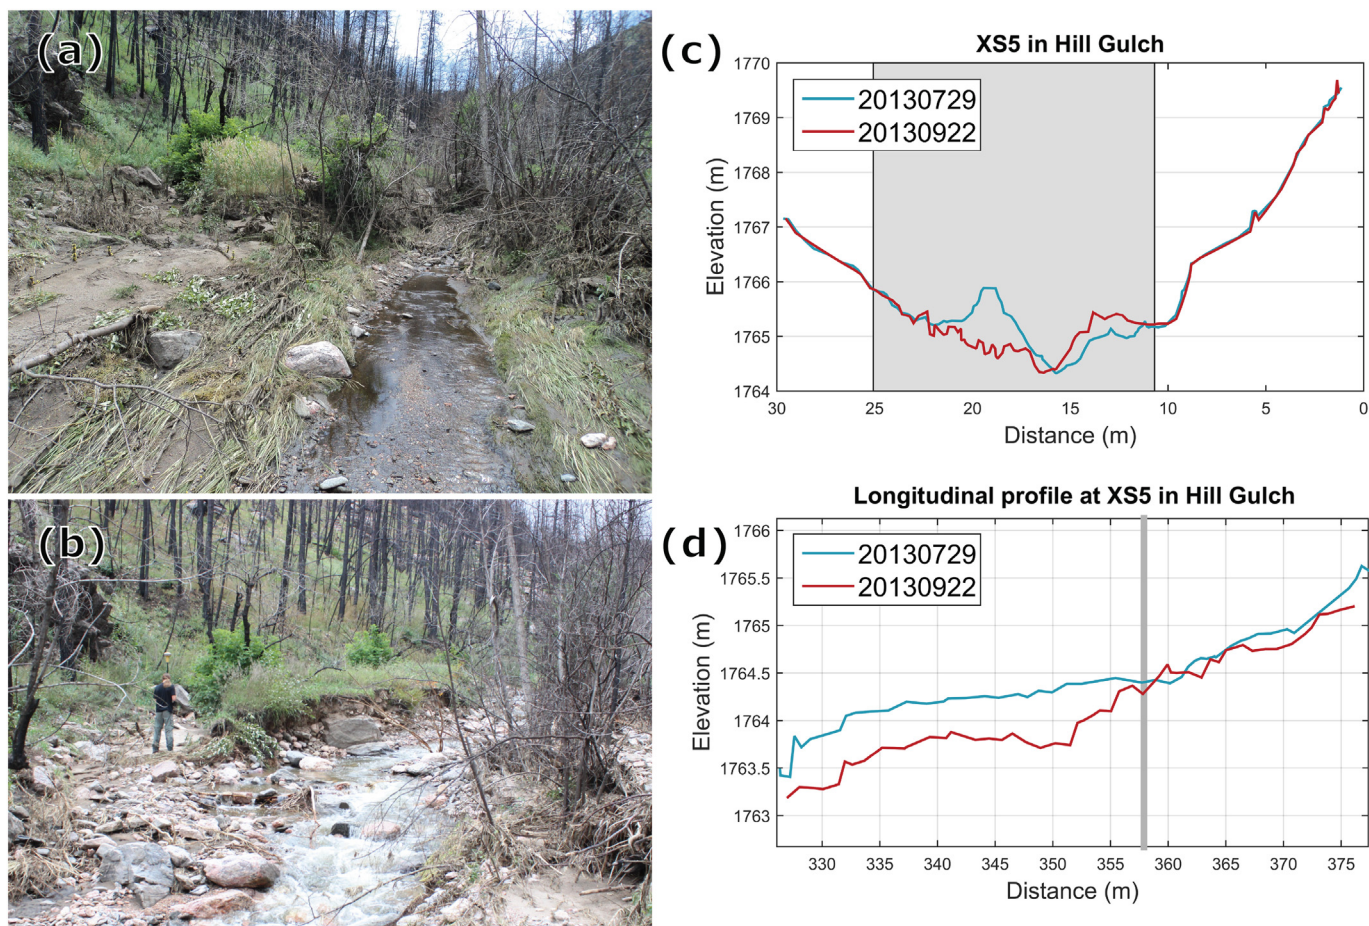 (a)
(b)
(c)
XS5 in Hill Gulch
20130729
20130922
Elevation (m)
1770
1769
1768
1767
1766
1765
1764
30 25 20 15 10 5 0
Distance (m)
(d)
Longitudinal profile at XS5 in Hill Gulch
20130729
20130922
Elevation (m)
1766
1765.5
1765
1764.5
1764
1763.5
1763
330 335 340 345 350 355 360 365 370 375
Distance (m)